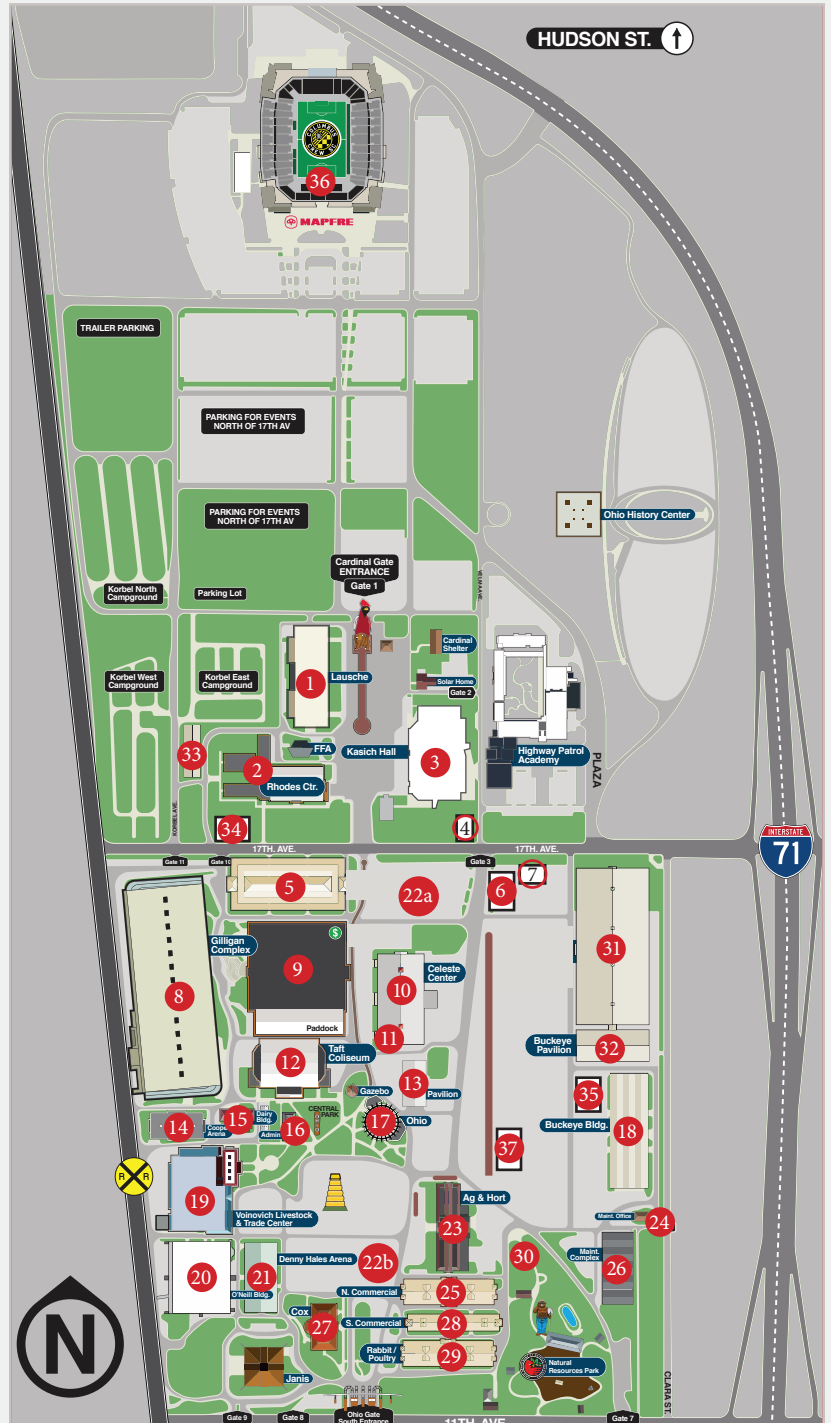 HUDSON ST.
COLUMBUS
CREW SC
36
MAPFRE
TRAILER PARKING
PARKING FOR EVENTS
NORTH OF 17TH AV
PARKING FOR EVENTS
NORTH OF 17TH AV
Ohio History Center
Cardinal Gate
ENTRANCE
Gate 1
Korbel North
Campground
Parking Lot
VELMA AVE.
Cardinal
Shelter
Korbel West
Campground
Korbel East
Campground
1
Lausche
Solar Home
Gate 2
33
2
FFA
Kasich Hall
3
Highway Patrol
Academy
PLAZA
Rhodes Ctr.
KORBEL AVE.
34
4
17TH. AVE.
17TH. AVE.
INTERSTATE
71
Gate 11
Gate 10
Gate 3
5
22a
6
7
Gilligan
Complex
$
9
10
Celeste
Center
31
8
Paddock
11
Buckeye
Pavilion
32
12
Taft
Coliseum
13
Pavilion
Gazebo
35
14
15
Dairy
Bldg.
Admin
16
CENTRAL
PARK
17
Ohio
Buckeye Bldg.
18
Arena
37
R R
19
Voinovich Livestock
& Trade Center
Ag & Hort
23
Maint. Office
24
Denny Hales Arena
22b
30
Maint.
Complex
26
20
21
O'Neill Bldg.
N. Commercial
25
Cox
27
S. Commercial
28
Rabbit /
Poultry
29
N
Janis
Natural
Resources Park
CLARA ST.
Gate 9
Gate 8
Ohio Gate
South Entrance
11TH. AVE.
Gate 7